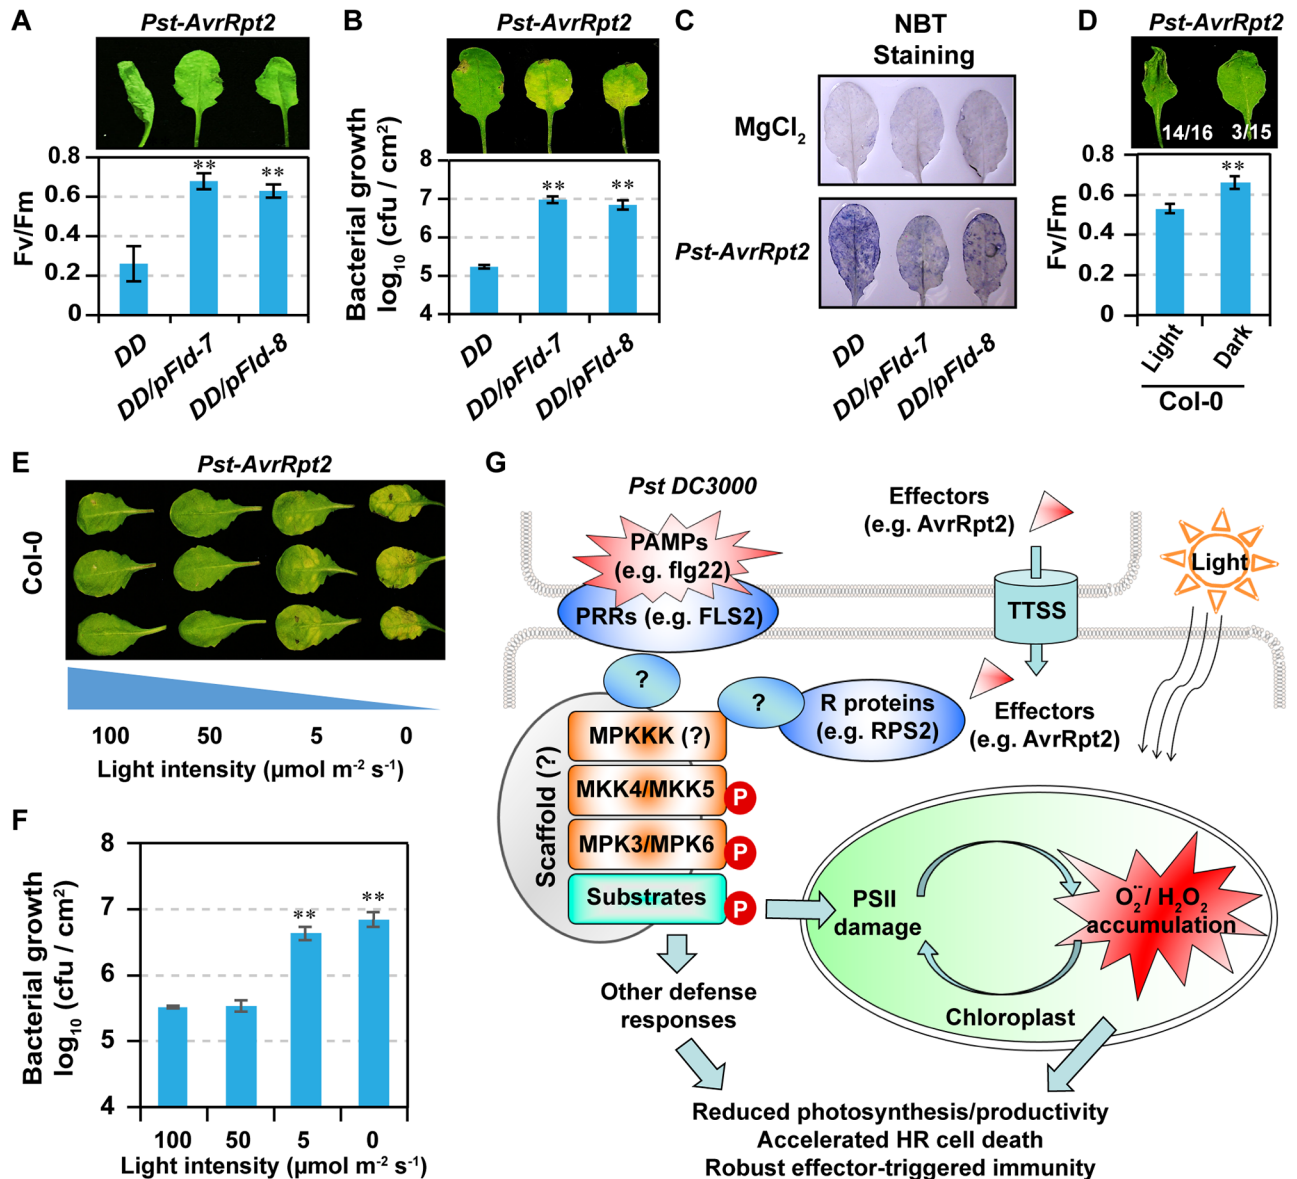 A
Pst-AvrRpt2
Fv/Fm
0.8
0.6
0.4
0.2
0
**
**
DD
DD/pFld-7
DD/pFld-8
B
Pst-AvrRpt2
Bacterial growth
log10 (cfu / cm2)
8
7
6
5
4
**
**
DD
DD/pFld-7
DD/pFld-8
C
NBT
Staining
MgCl2
Pst-AvrRpt2
DD
DD/pFld-7
DD/pFld-8
D
Pst-AvrRpt2
14/16
3/15
Fv/Fm
0.8
0.6
0.4
0.2
0
**
Light
Dark
Col-0
E
Pst-AvrRpt2
Col-0
100 50 5 0
Light intensity (µmol m-2 s-1)
F
Bacterial growth
log10 (cfu / cm2)
8
7
6
5
4
**
**
100 50 5 0
Light intensity (µmol m-2 s-1)
G
Pst DC3000
PAMPs
(e.g. flg22)
PRRs (e.g. FLS2)
Effectors
(e.g. AvrRpt2)
TTSS
Light
?
?
R proteins
(e.g. RPS2)
Effectors
(e.g. AvrRpt2)
Scaffold (?)
MPKKK (?)
MKK4/MKK5
P
MPK3/MPK6
P
Substrates
P
PSII
damage
O2·-/ H2O2
accumulation
Chloroplast
Other defense
responses
Reduced photosynthesis/productivity
Accelerated HR cell death
Robust effector-triggered immunity